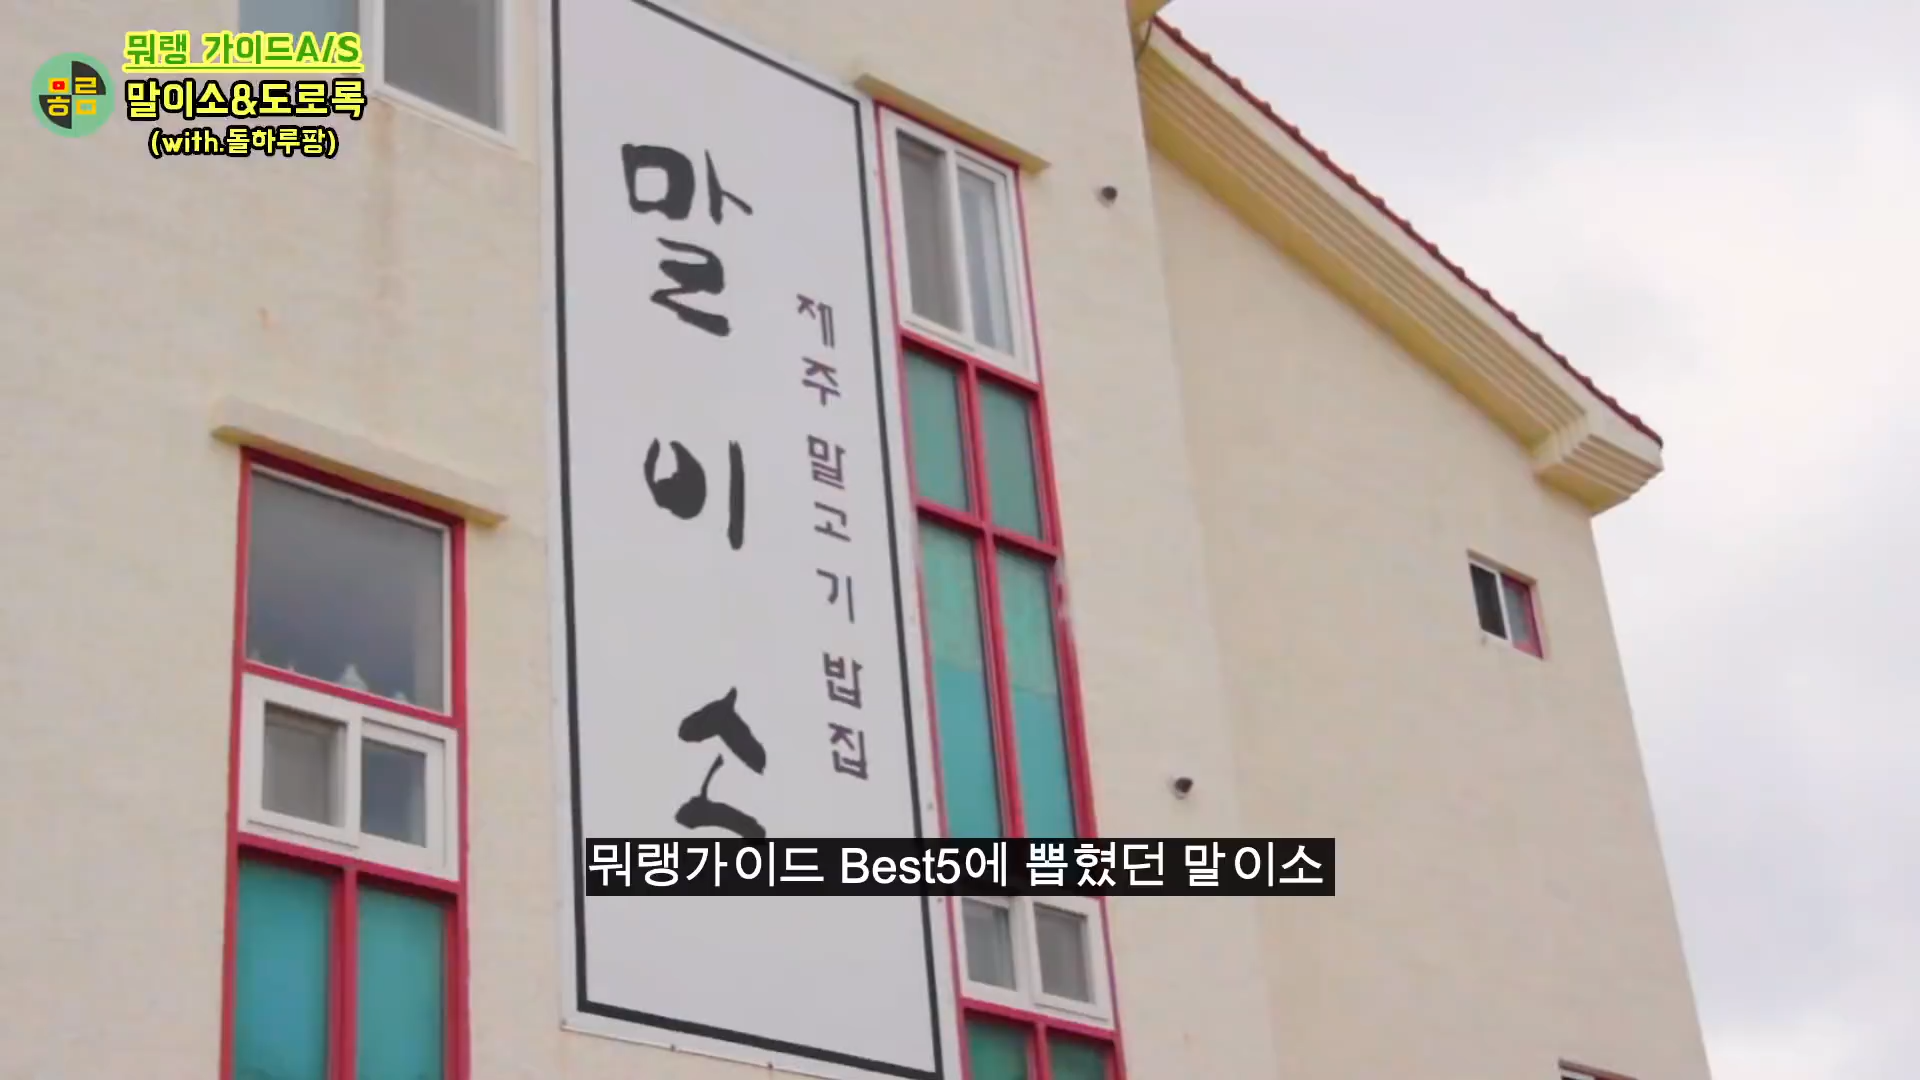 몽름
뭐랭 가이드A/S
말이소&도로록
(with.돌하루팡)
말이소
제주말고기밥집
뭐랭가이드 Best5에 뽑혔던 말이소